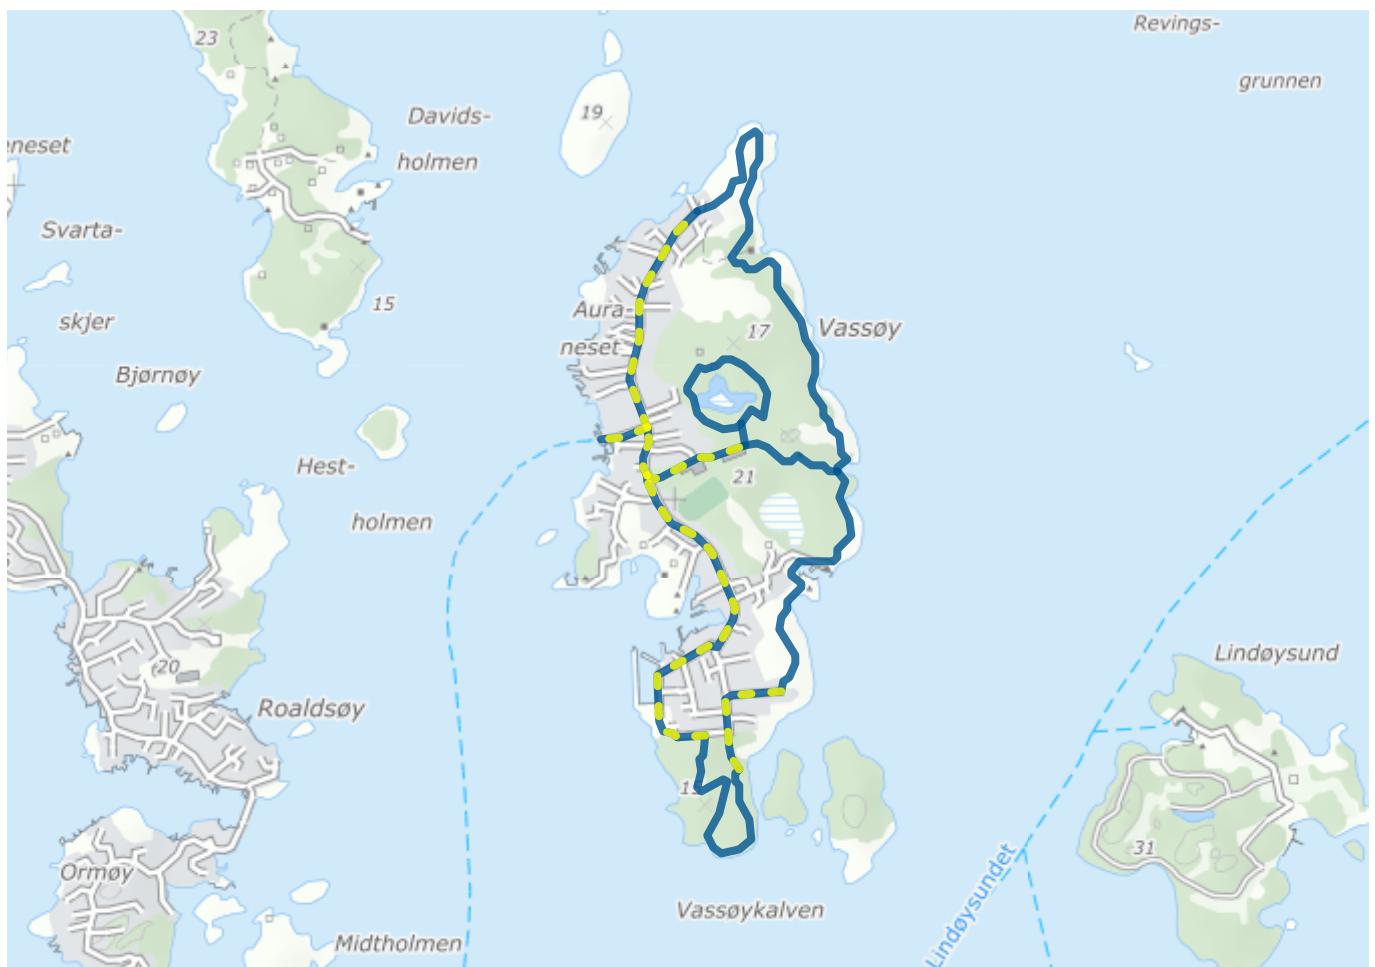 Revings-
23
grunnen
Davids-
19
eneset
holmen
Svarta-
15
Aura-
skjer
17
Vassøy
neset
Bjørnøy
Hest-
21
holmen
Lindøysund
20
Roaldsøy
31
Ormøy
Lindøysundet
Vassøykalven
Midtholmen